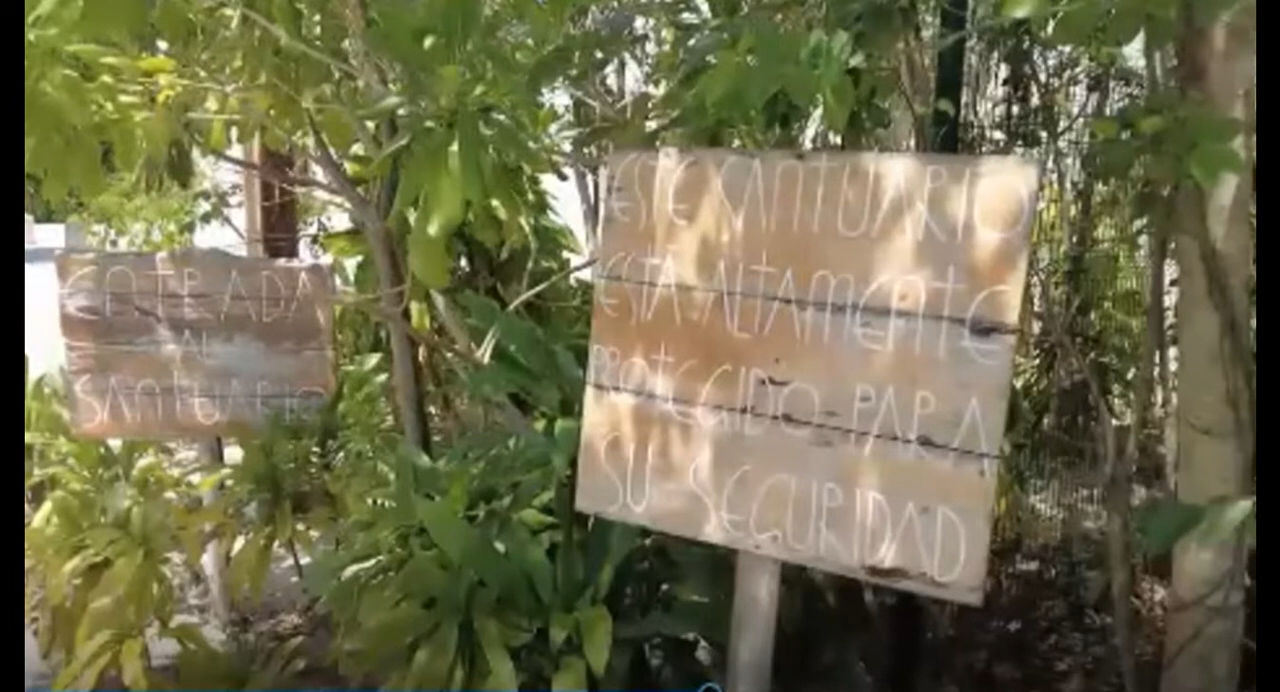 ENTRADA
AL
SANTUARIO
ESTE SANTUARIO
ESTA ALTAMENTE
PROTEGIDO PARA
SU SEGURIDAD